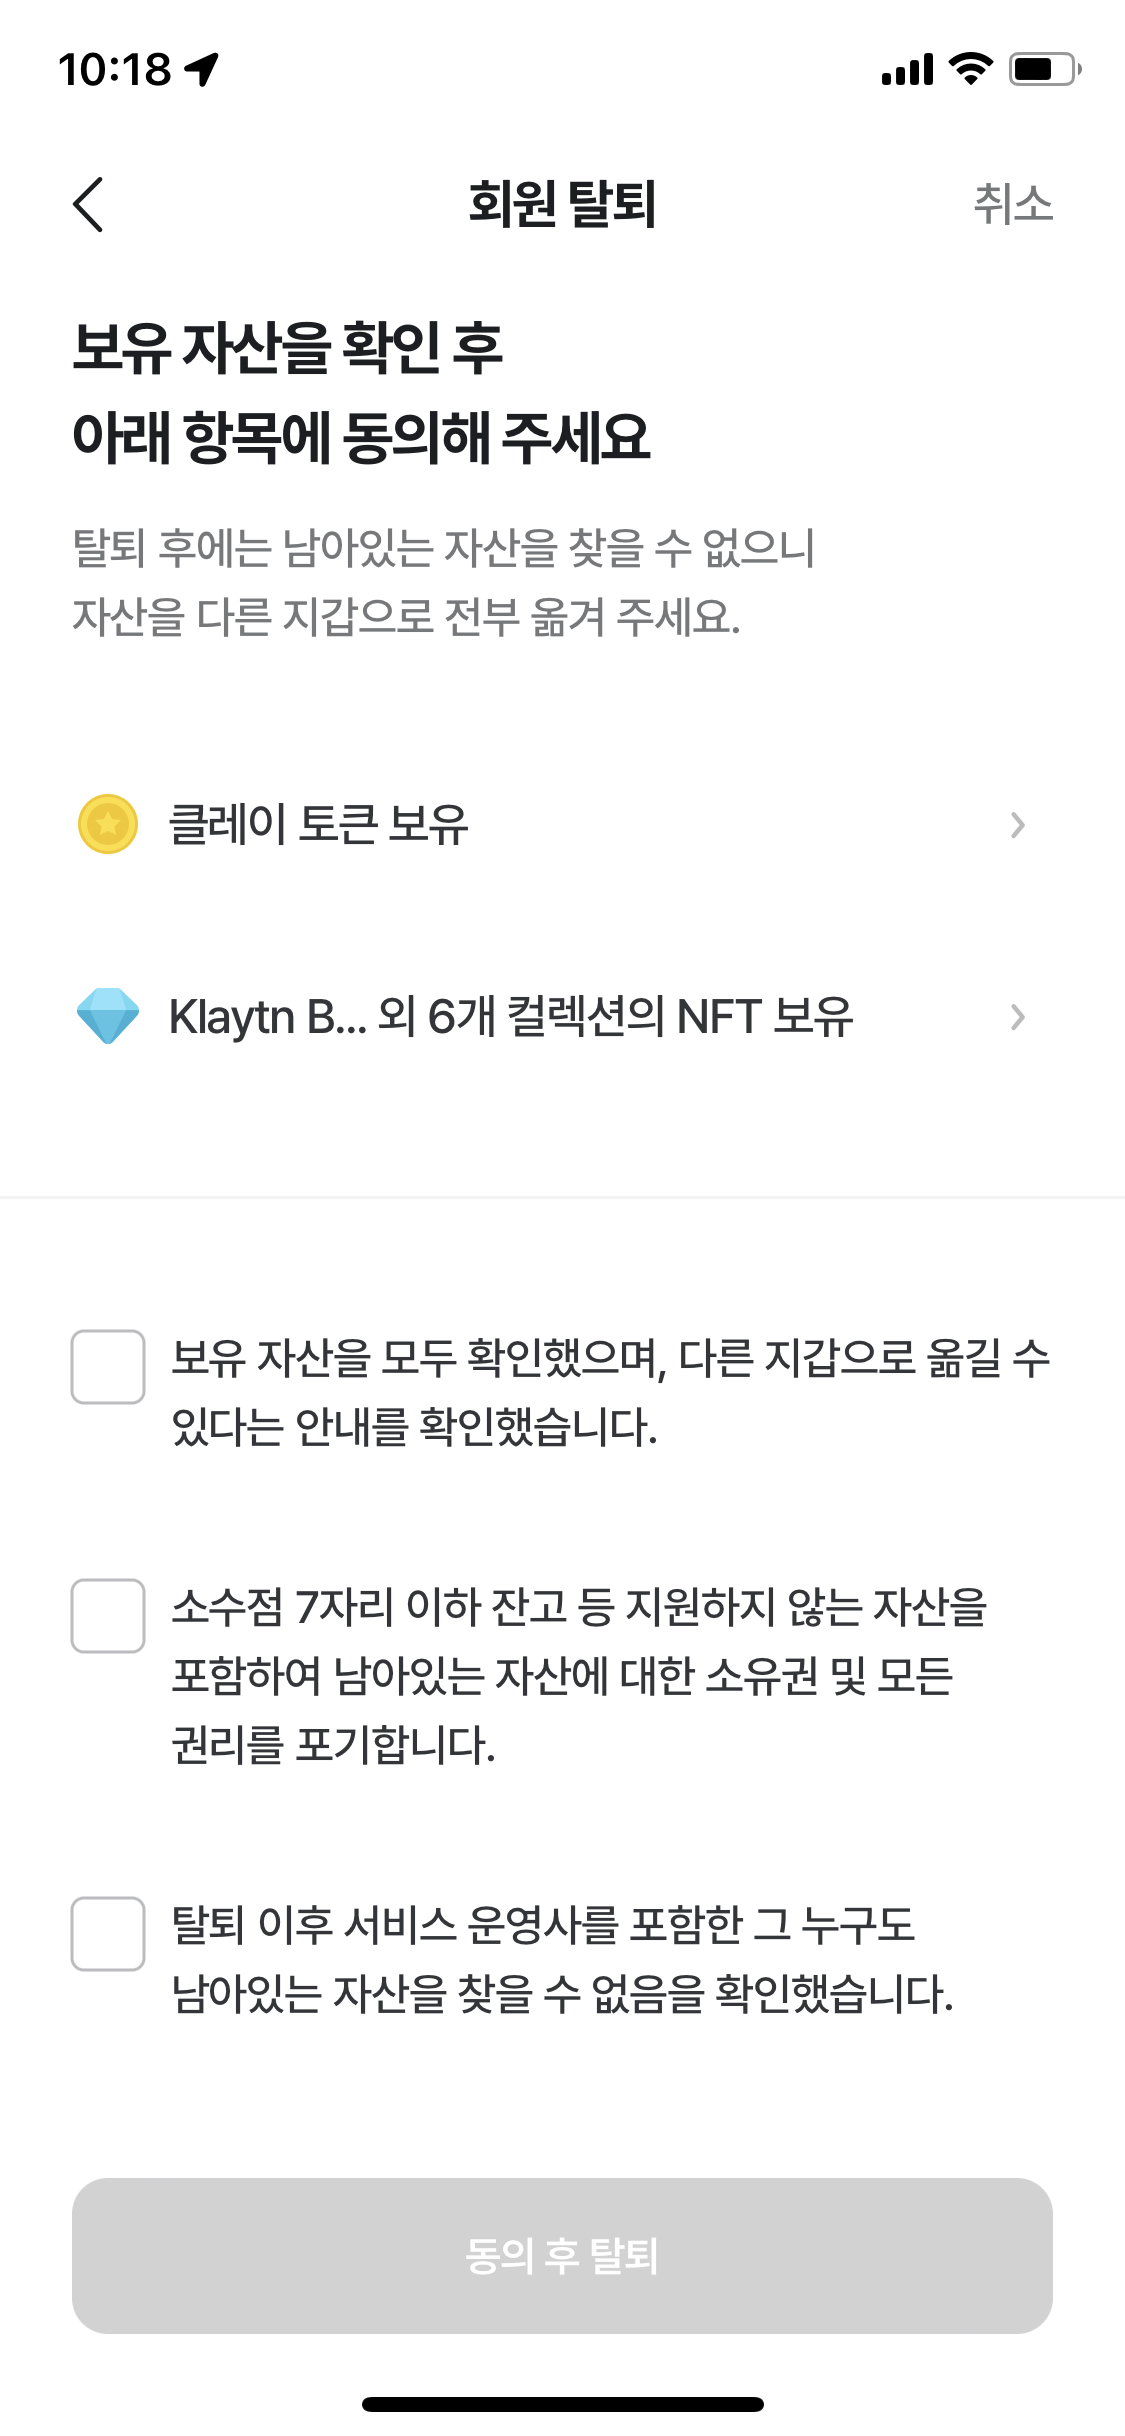 10:18
회원 탈퇴
취소
보유 자산을 확인 후
아래 항목에 동의해 주세요
탈퇴 후에는 남아있는 자산을 찾을 수 없으니
자산을 다른 지갑으로 전부 옮겨 주세요.
클레이 토큰 보유
Klaytn B... 외 6개 컬렉션의 NFT 보유
보유 자산을 모두 확인했으며, 다른 지갑으로 옮길 수
있다는 안내를 확인했습니다.
소수점 7자리 이하 잔고 등 지원하지 않는 자산을
포함하여 남아있는 자산에 대한 소유권 및 모든
권리를 포기합니다.
탈퇴 이후 서비스 운영사를 포함한 그 누구도
남아있는 자산을 찾을 수 없음을 확인했습니다.
동의 후 탈퇴